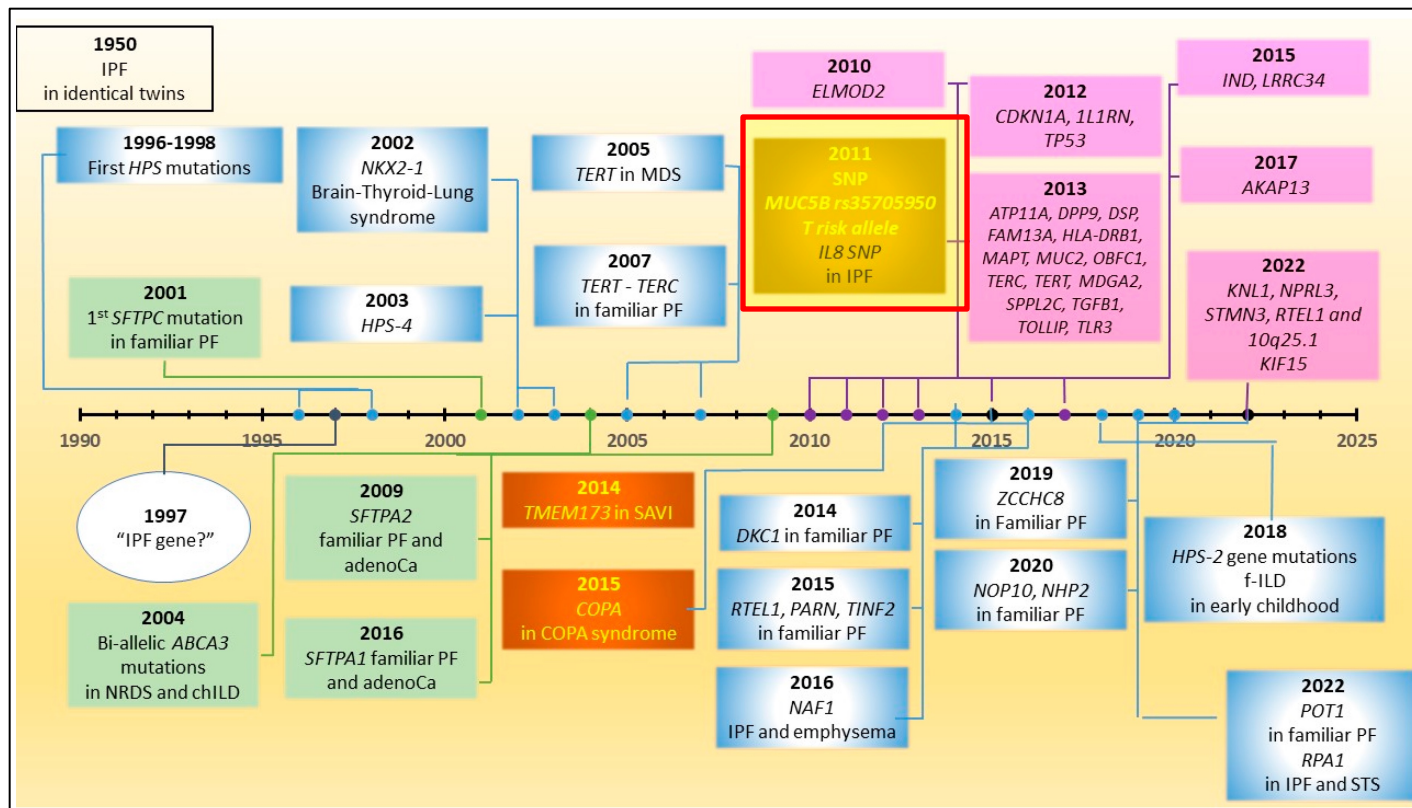 1950
IPF
in identical twins
1996-1998
First HPS mutations
2002
NKX2-1
Brain-Thyroid-Lung
syndrome
2005
TERT in MDS
2010
ELMOD2
2012
CDKN1A, 1L1RN,
TP53
2015
IND, LRRC34
2011
SNP
MUC5B rs35705950
T risk allele
IL8 SNP
in IPF
2017
AKAP13
2013
ATP11A, DPP9, DSP,
FAM13A, HLA-DRB1,
MAPT, MUC2, OBFC1,
TERC, TERT, MDGA2,
SPPL2C, TGFB1,
TOLLIP, TLR3
2001
1st SFTPC mutation
in familiar PF
2003
HPS-4
2007
TERT - TERC
in familiar PF
2022
KNL1, NPRL3,
STMN3, RTEL1 and
10q25.1
KIF15
1990 1995 2000 2005 2010 2015 2020 2025
1997
“IPF gene?”
2009
SFTPA2
familiar PF and
adenoCa
2014
TMEM173 in SAVI
2014
DKC1 in familiar PF
2019
ZCCHC8
in Familiar PF
2018
HPS-2 gene mutations
f-ILD
in early childhood
2004
Bi-allelic ABCA3
mutations
in NRDS and chILD
2016
SFTPA1 familiar PF
and adenoCa
2015
COPA
in COPA syndrome
2015
RTEL1, PARN, TINF2
in familiar PF
2020
NOP10, NHP2
in familiar PF
2016
NAF1
IPF and emphysema
2022
POT1
in familiar PF
RPA1
in IPF and STS